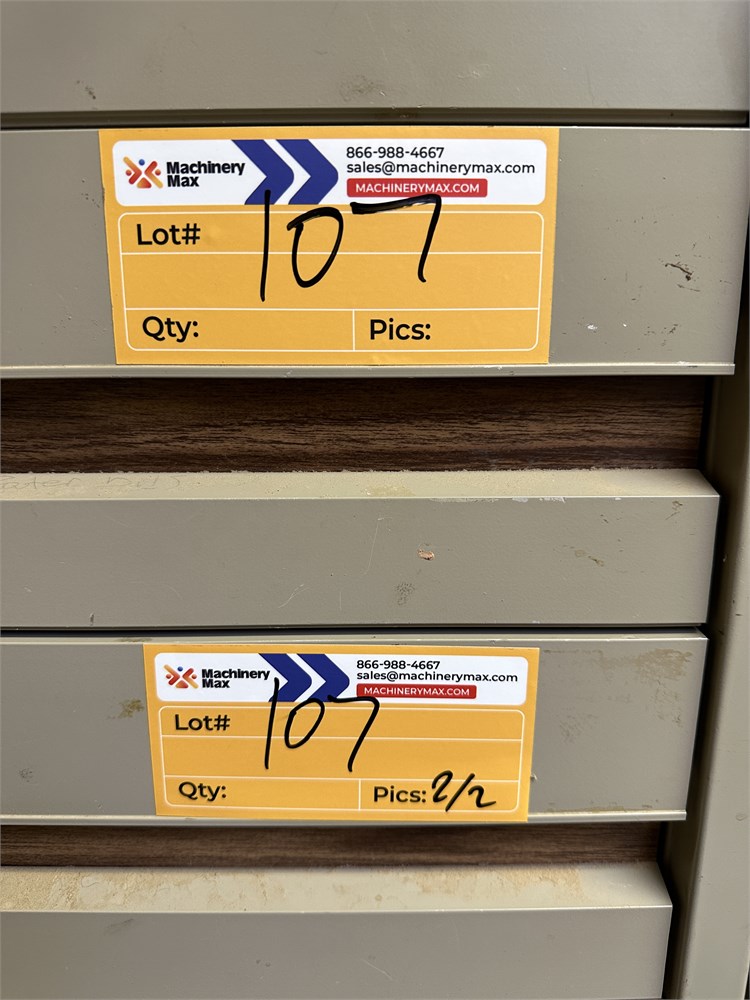 Machinery
Max
866-988-4667
sales@machinerymax.com
MACHINERYMAX.COM
Lot# 107
Qty:
Pics:
Machinery
Max
866-988-4667
sales@machinerymax.com
MACHINERYMAX.COM
Lot# 107
Qty:
Pics: 2/2